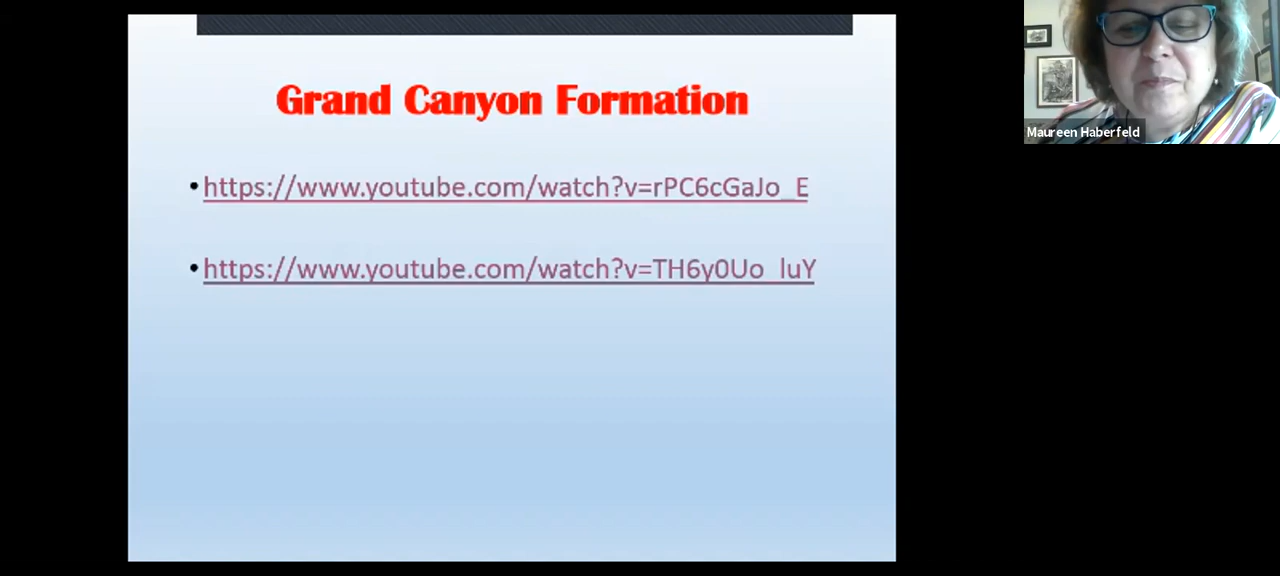 Grand Canyon Formation
• https://www.youtube.com/watch?v=rPC6cGaJo_E
• https://www.youtube.com/watch?v=TH6y0Uo_luY
Maureen Haberfeld